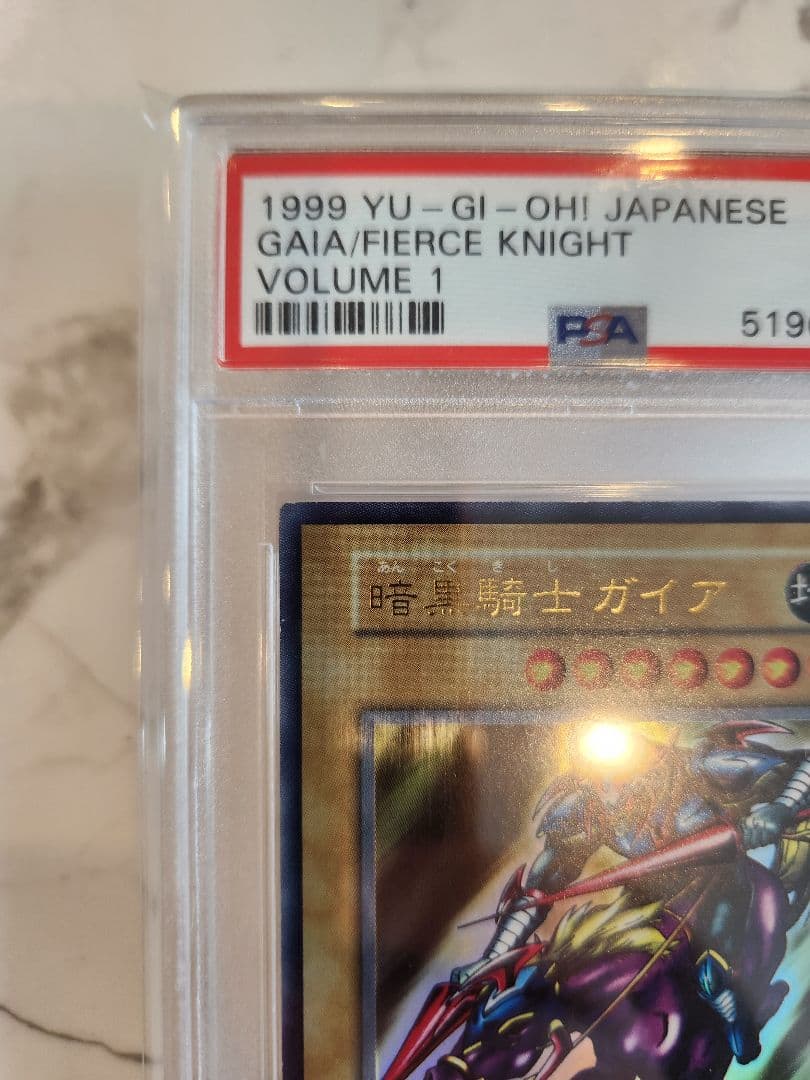 1999 YU-GI-OH! JAPANESE
GAIA/FIERCE KNIGHT
VOLUME 1
PSA
519
あん こく き し
暗黒騎士ガイア